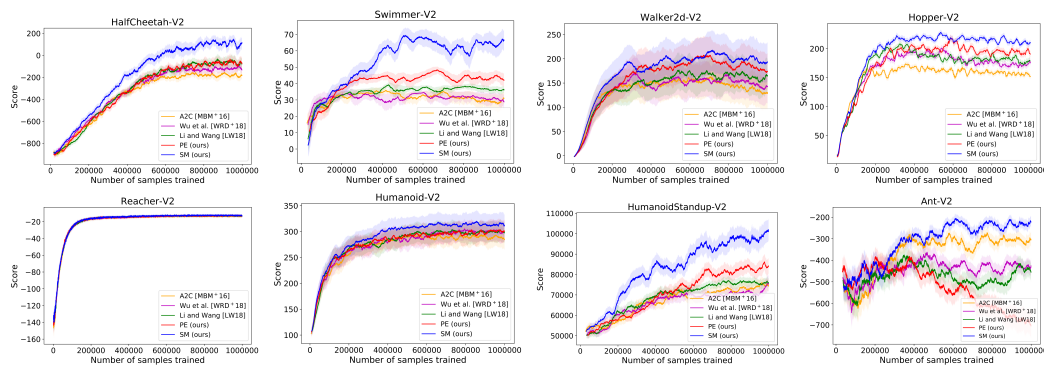 HalfCheetah-V2
200
0
−200
−400
−600
−800
Score
A2C [MBM⁺16]
Wu et al. [WRD⁺18]
Li and Wang [LW18]
PE (ours)
SM (ours)
0 200000 400000 600000 800000 1000000
Number of samples trained
Swimmer-V2
70
60
50
40
30
20
10
0
Score
A2C [MBM⁺16]
Wu et al. [WRD⁺18]
Li and Wang [LW18]
PE (ours)
SM (ours)
0 200000 400000 600000 800000 1000000
Number of samples trained
Walker2d-V2
250
200
150
100
50
0
Score
A2C [MBM⁺16]
Wu et al. [WRD⁺18]
Li and Wang [LW18]
PE (ours)
SM (ours)
0 200000 400000 600000 800000 1000000
Number of samples trained
Hopper-V2
200
150
100
50
Score
A2C [MBM⁺16]
Wu et al. [WRD⁺18]
Li and Wang [LW18]
PE (ours)
SM (ours)
0 200000 400000 600000 800000 1000000
Number of samples trained
Reacher-V2
−20
−40
−60
−80
−100
−120
−140
−160
Score
A2C [MBM⁺16]
Wu et al. [WRD⁺18]
Li and Wang [LW18]
PE (ours)
SM (ours)
0 200000 400000 600000 800000 1000000
Number of samples trained
Humanoid-V2
350
300
250
200
150
100
Score
A2C [MBM⁺16]
Wu et al. [WRD⁺18]
Li and Wang [LW18]
PE (ours)
SM (ours)
0 200000 400000 600000 800000 1000000
Number of samples trained
HumanoidStandup-V2
110000
100000
90000
80000
70000
60000
50000
Score
A2C [MBM⁺16]
Wu et al. [WRD⁺18]
Li and Wang [LW18]
PE (ours)
SM (ours)
0 200000 400000 600000 800000 1000000
Number of samples trained
Ant-V2
−200
−300
−400
−500
−600
−700
Score
A2C [MBM⁺16]
Wu et al. [WRD⁺18]
Li and Wang [LW18]
PE (ours)
SM (ours)
0 200000 400000 600000 800000 1000000
Number of samples trained